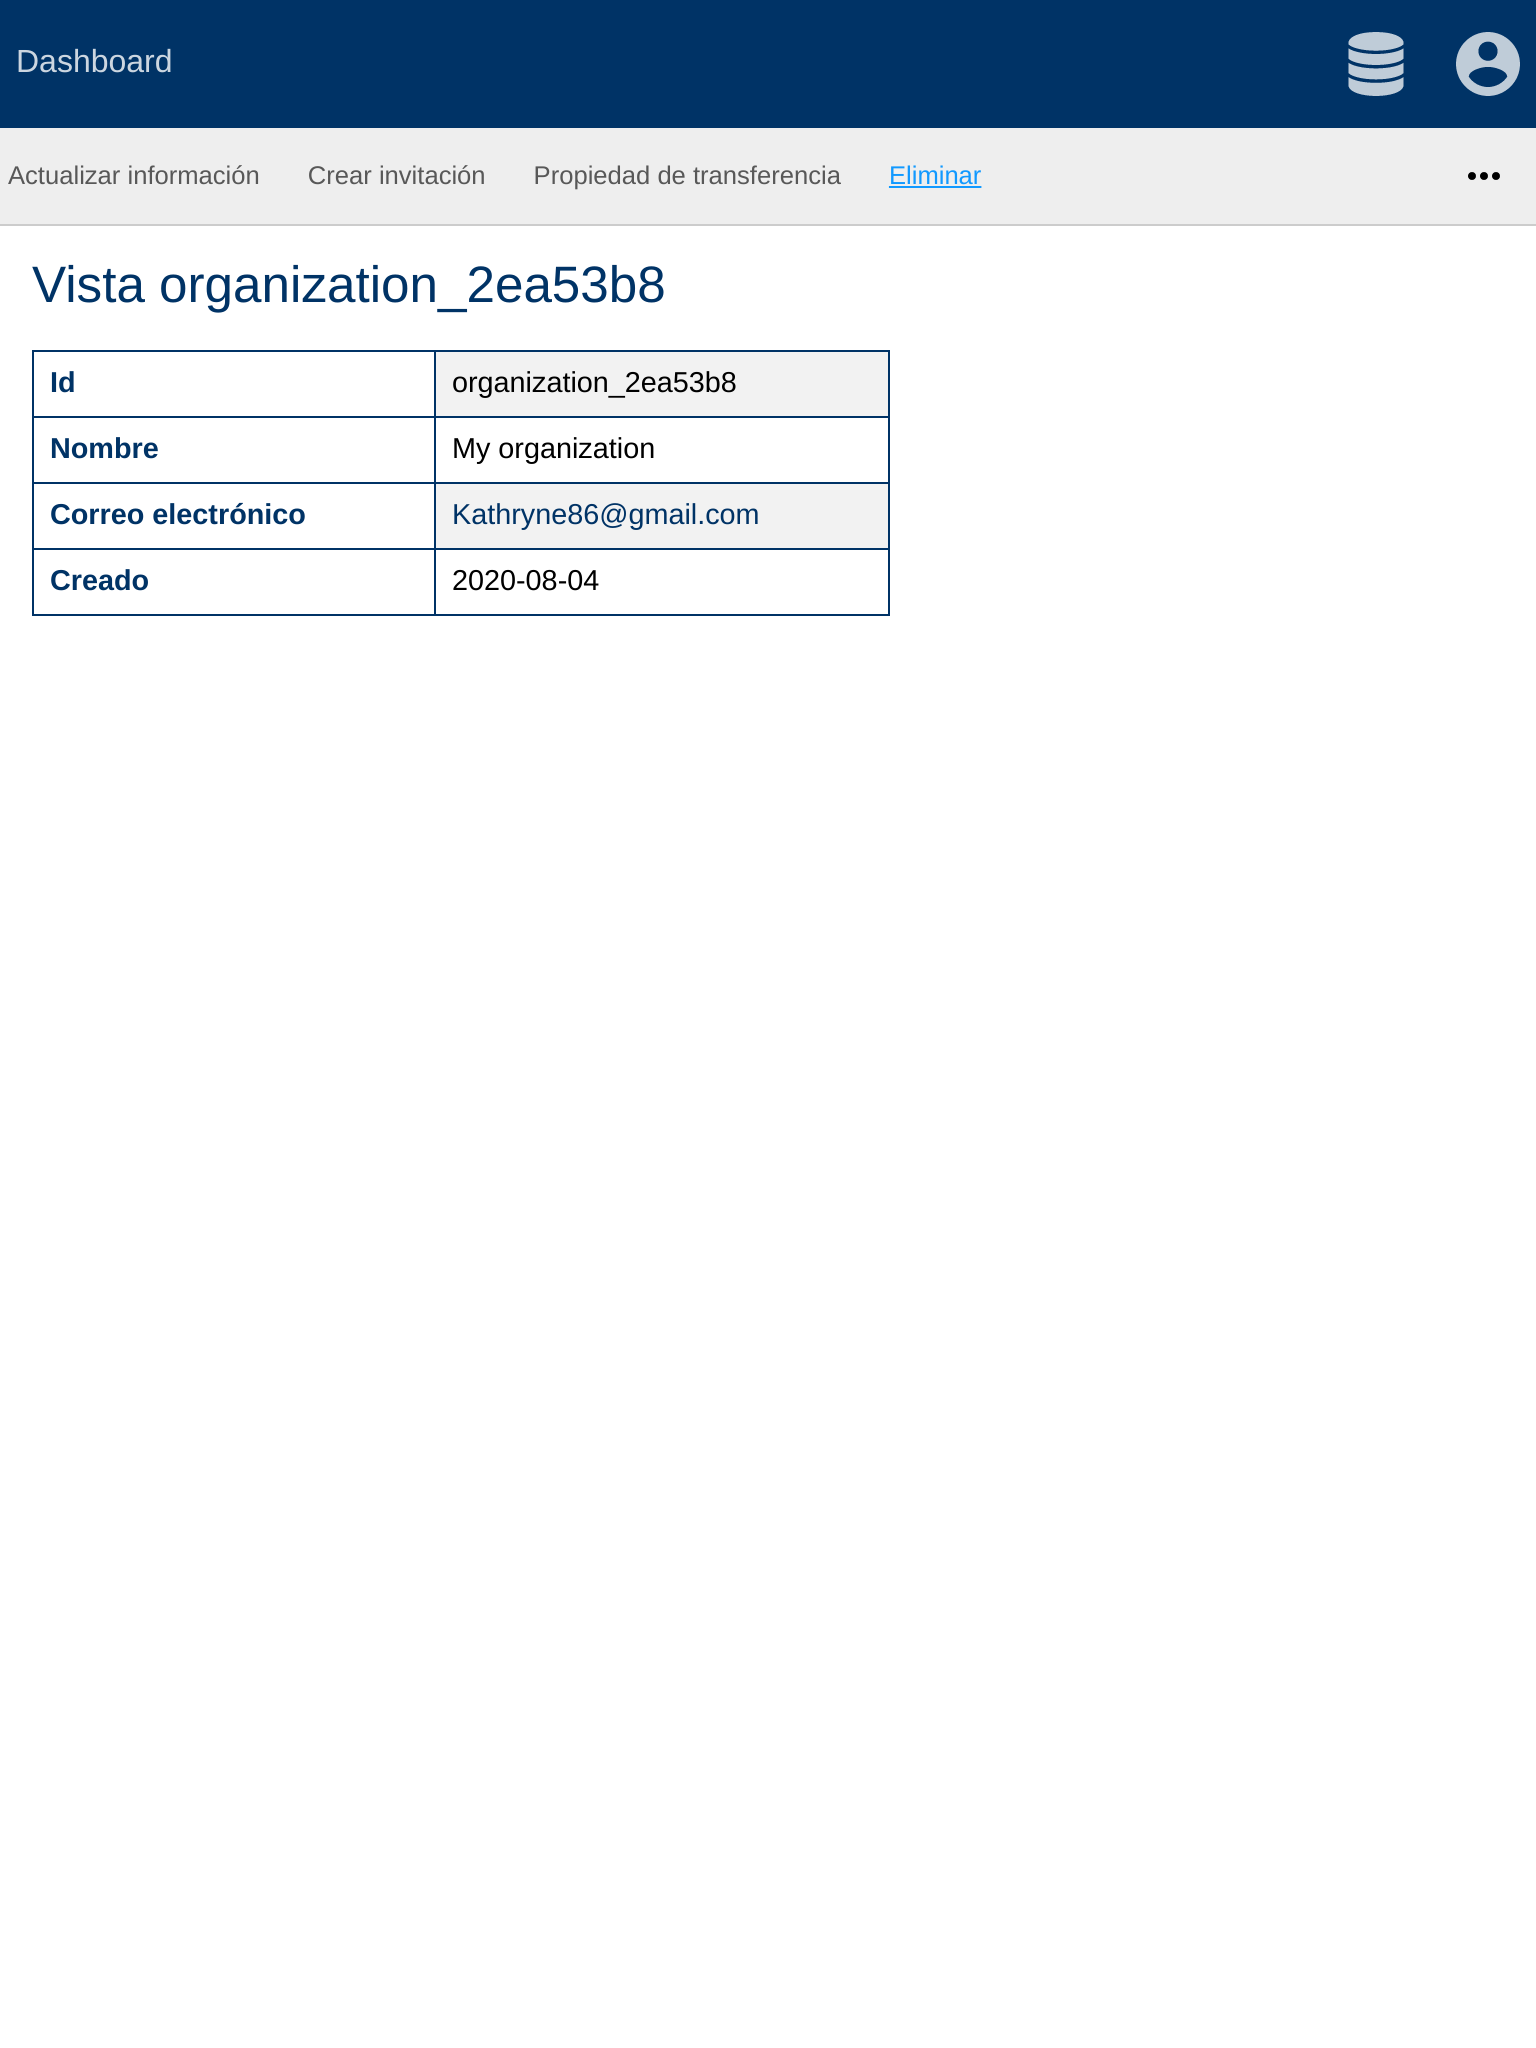 Dashboard
Actualizar información Crear invitación Propiedad de transferencia Eliminar
Vista organization_2ea53b8
Id organization_2ea53b8
Nombre My organization
Correo electrónico Kathryne86@gmail.com
Creado 2020-08-04